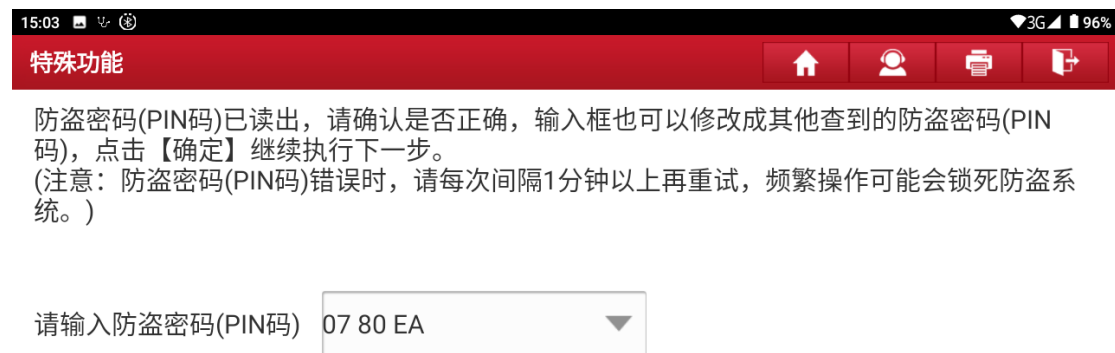 15:03 3G 96%
特殊功能
防盗密码(PIN码)已读出，请确认是否正确，输入框也可以修改成其他查到的防盗密码(PIN
码)，点击【确定】继续执行下一步。
(注意：防盗密码(PIN码)错误时，请每次间隔1分钟以上再重试，频繁操作可能会锁死防盗系
统。)
请输入防盗密码(PIN码) 07 80 EA